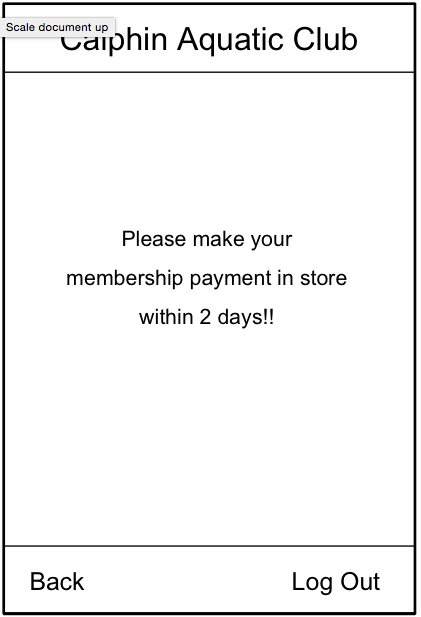 Scale document up
Calphin Aquatic Club
Please make your
membership payment in store
within 2 days!!
Back
Log Out